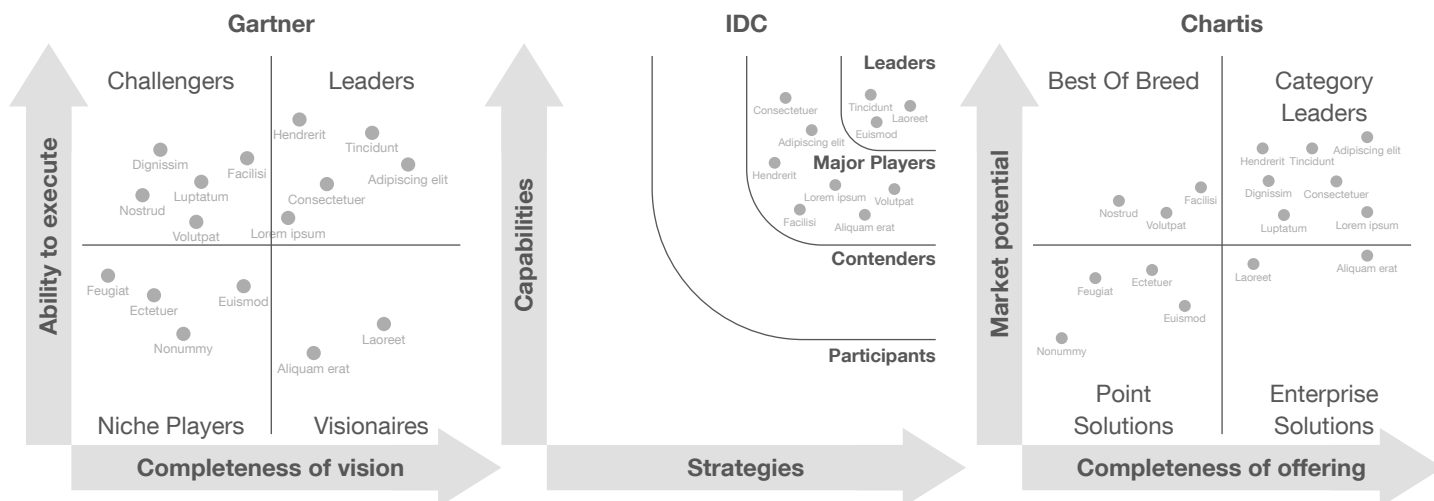 Gartner
Ability to execute
Challengers
Leaders
Hendrerit
Tincidunt
Dignissim
Facilisi
Adipiscing elit
Luptatum
Consectetuer
Nostrud
Volutpat
Lorem ipsum
Feugiat
Ectetuer
Euismod
Nonummy
Laoreet
Aliquam erat
Niche Players
Visionaires
Completeness of vision
IDC
Capabilities
Leaders
Consectetuer
Tincidunt
Laoreet
Euismod
Adipiscing elit
Major Players
Hendrerit
Lorem ipsum
Volutpat
Facilisi
Aliquam erat
Contenders
Participants
Strategies
Chartis
Market potential
Best Of Breed
Category
Leaders
Hendrerit
Tincidunt
Adipiscing elit
Dignissim
Consectetuer
Facilisi
Nostrud
Volutpat
Luptatum
Lorem ipsum
Laoreet
Aliquam erat
Feugiat
Ectetuer
Euismod
Nonummy
Point
Solutions
Enterprise
Solutions
Completeness of offering